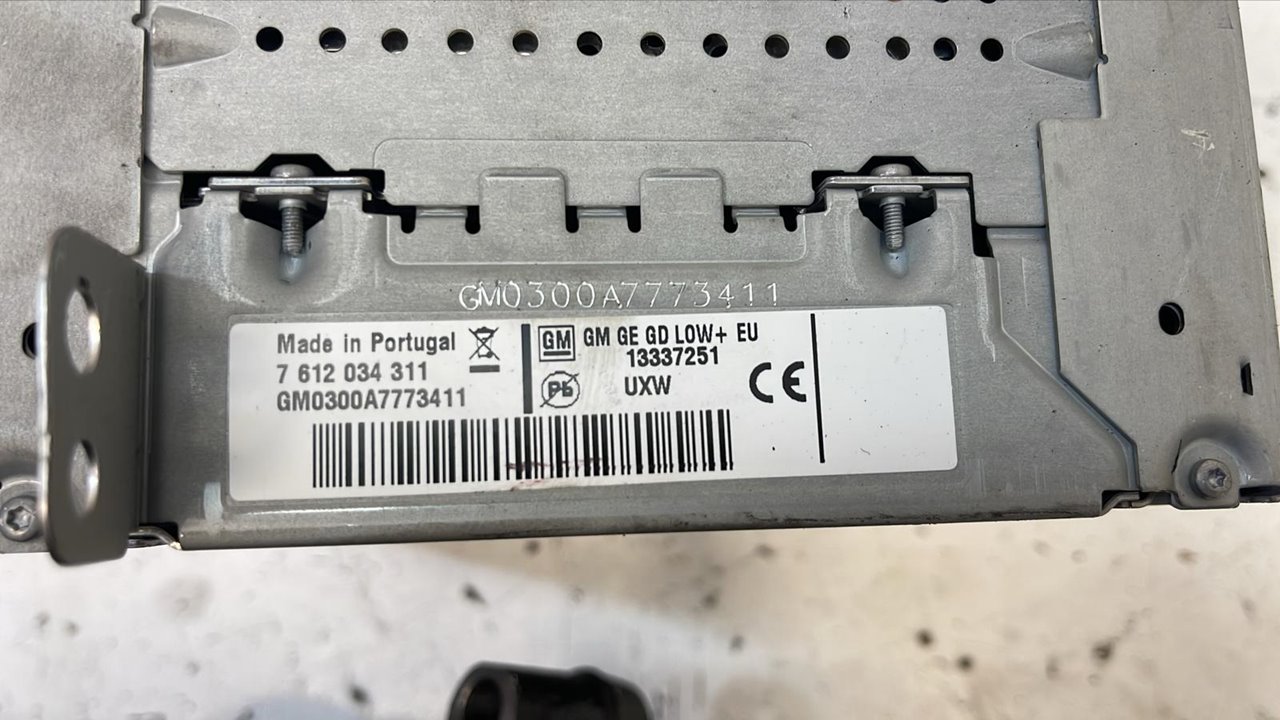 GM0300A7773411
Made in Portugal
7 612 034 311
GM0300A7773411
GM GM GE GD LOW+ EU
13337251
Pb UXW CE